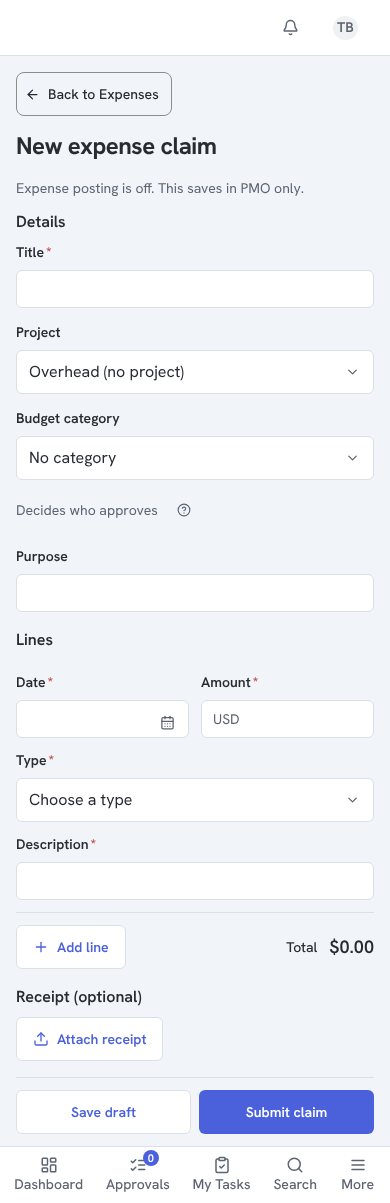 TB
Back to Expenses
New expense claim
Expense posting is off. This saves in PMO only.
Details
Title *
Project
Overhead (no project)
Budget category
No category
Decides who approves
Purpose
Lines
Date * Amount *
USD
Type *
Choose a type
Description *
Add line Total $0.00
Receipt (optional)
Attach receipt
Save draft Submit claim
0
Dashboard Approvals My Tasks Search More